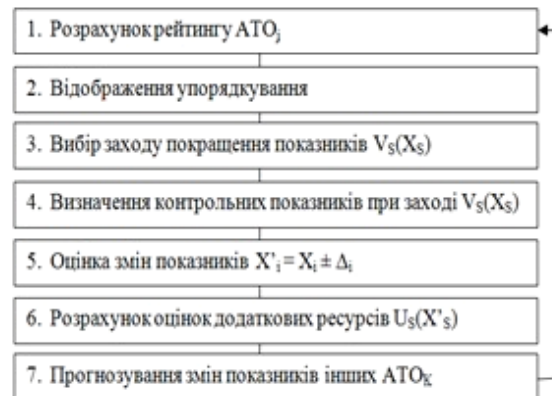 1. Розрахунок рейтингу АТОj
2. Відображення упорядкування
3. Вибір заходу покращення показників VS(XS)
4. Визначення контрольних показників при заході VS(XS)
5. Оцінка змін показників X'i = Xi ± Δi
6. Розрахунок оцінок додаткових ресурсів US(X'S)
7. Прогнозування змін показників інших АТОK